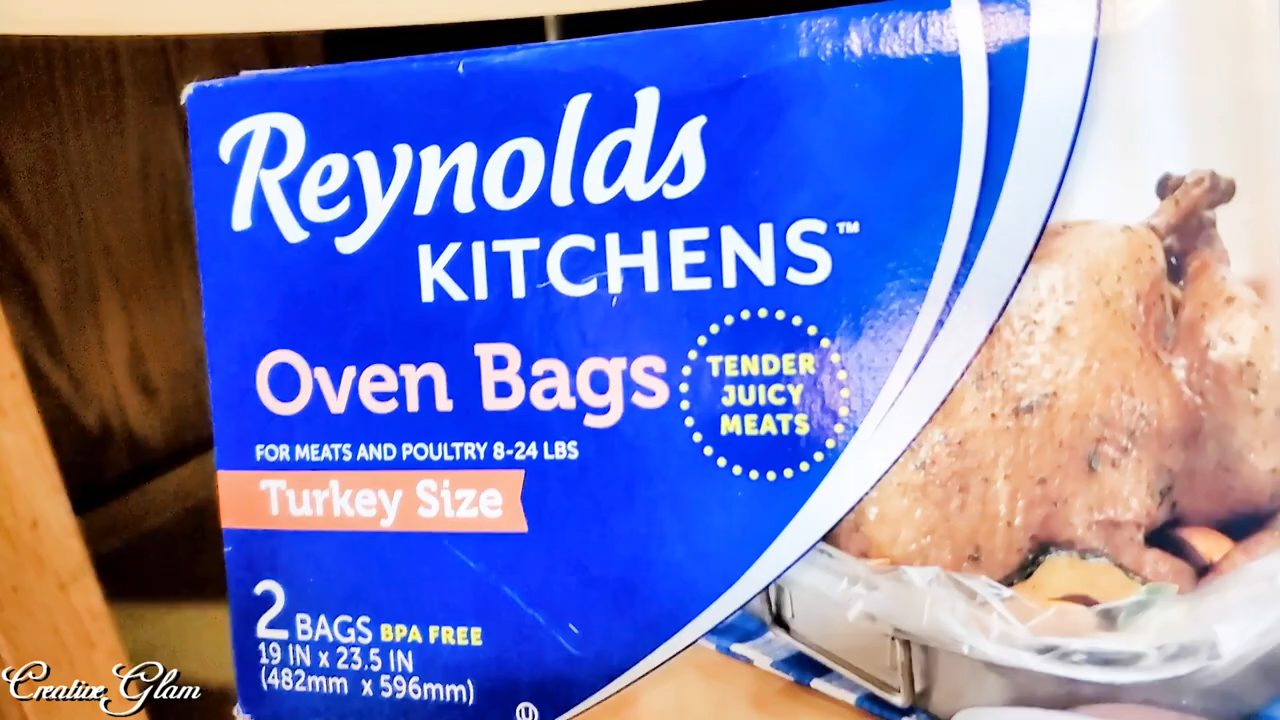 Reynolds
KITCHENS™
Oven Bags
TENDER
JUICY
MEATS
FOR MEATS AND POULTRY 8-24 LBS
Turkey Size
2 BAGS BPA FREE
19 IN x 23.5 IN
(482mm x 596mm)
U
Creative Glam